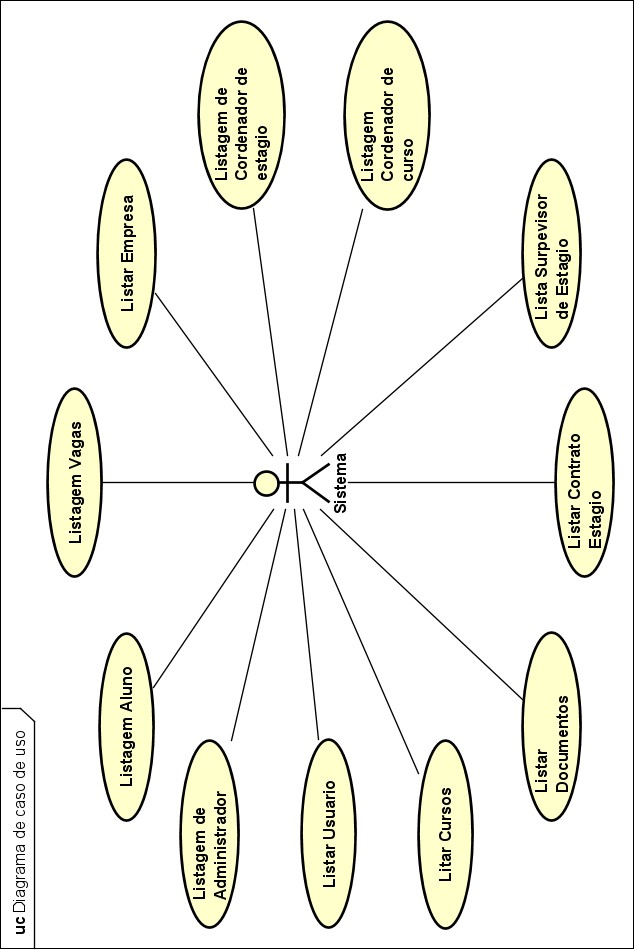 uc Diagrama de caso de uso
Listagem Vagas
Listagem Aluno
Listar Empresa
Listagem de
Administrador
Listagem de
Cordenador de
estagio
Listar Usuario
Sistema
Listagem
Cordenador de
curso
Litar Cursos
Listar
Documentos
Lista Surpevisor
de Estagio
Listar Contrato
Estagio